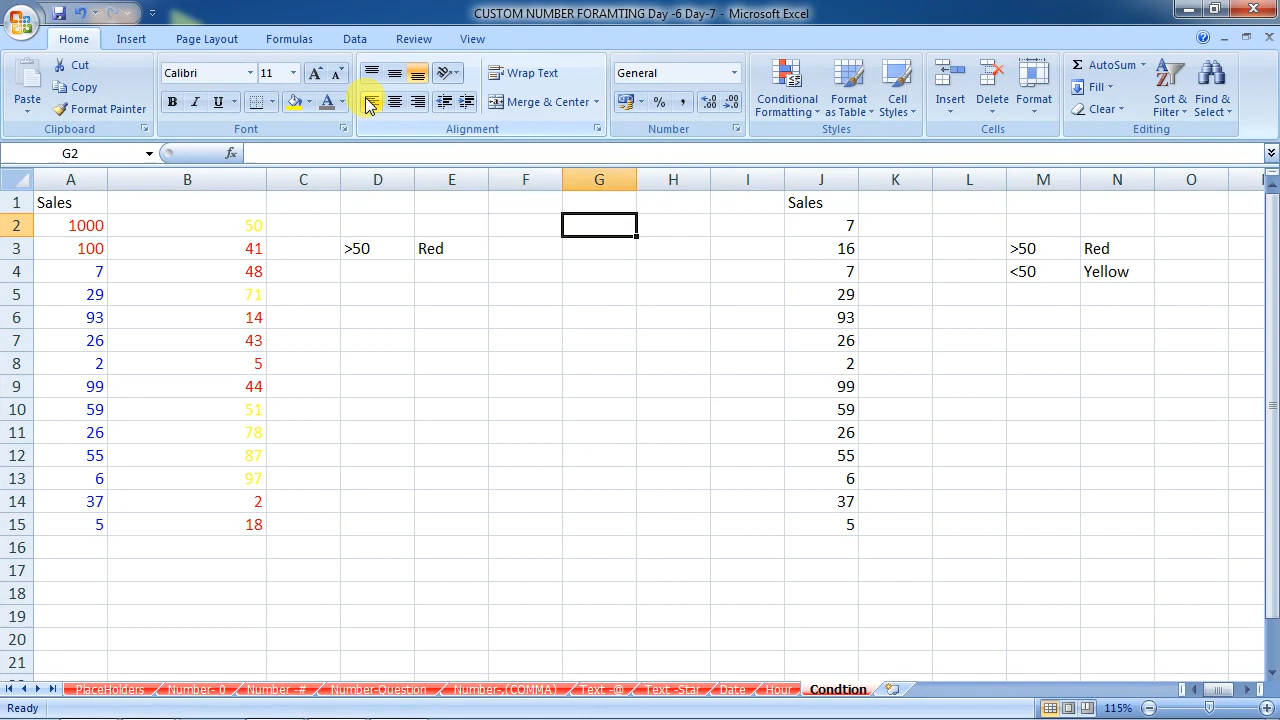 CUSTOM NUMBER FORAMTING Day -6 Day-7 - Microsoft Excel
Home Insert Page Layout Formulas Data Review View
Paste Cut Copy Format Painter Clipboard
Calibri 11 B I U A A A Font
Wrap Text Merge & Center Alignment
General % , Number
Conditional Formatting Format as Table Cell Styles Styles
Insert Delete Format Cells
AutoSum Fill Clear Sort & Filter Find & Select Editing
G2 fx
A B C D E F G H I J K L M N O
1 Sales Sales
2 1000 50 7
3 100 41 >50 Red 16 >50 Red
4 7 48 7 <50 Yellow
5 29 71 29
6 93 14 93
7 26 43 26
8 2 5 2
9 99 44 99
10 59 51 59
11 26 78 26
12 55 87 55
13 6 97 6
14 37 2 37
15 5 18 5
16
17
18
19
20
21
PlaceHolders Number- 0 Number -# Number-Question Number-.(COMMA) Text -@ Text -Star Date Hour Condtion
Ready 115%